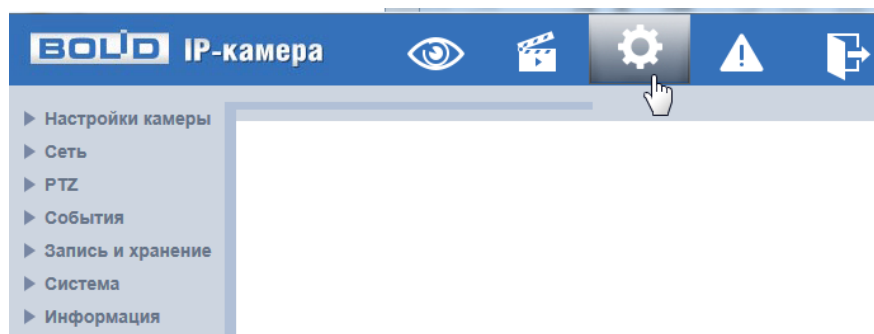 BOLID IP-камера
Настройки камеры
Сеть
PTZ
События
Запись и хранение
Система
Информация